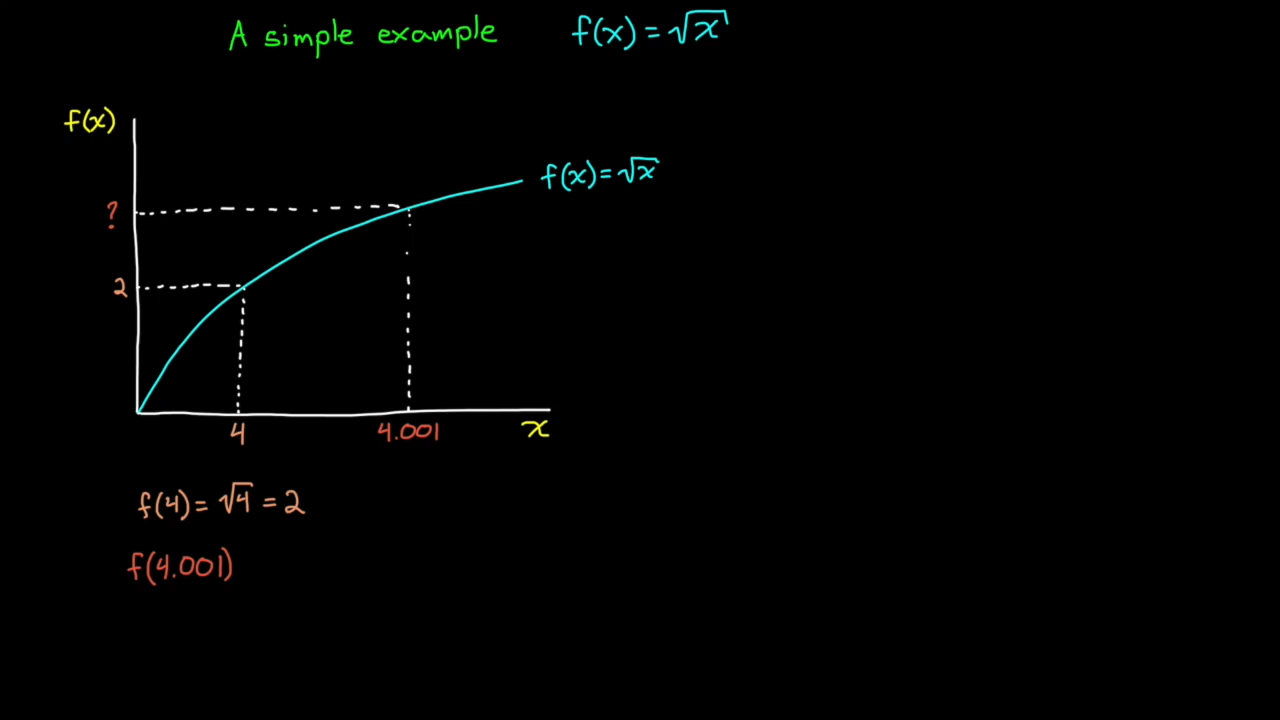 A simple example f(x) = √x
f(x)
f(x) = √x
?
2
4 4.001 x
f(4) = √4 = 2
f(4.001)